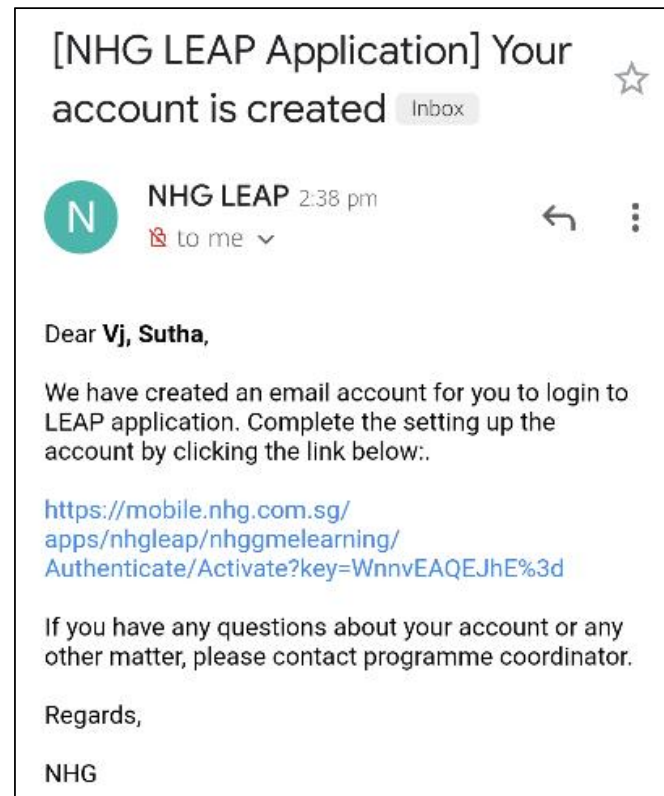 [NHG LEAP Application] Your
account is created Inbox
N
NHG LEAP 2:38 pm
to me
Dear Vj, Sutha,
We have created an email account for you to login to
LEAP application. Complete the setting up the
account by clicking the link below:.
https://mobile.nhg.com.sg/
apps/nhgleap/nhggmelearning/
Authenticate/Activate?key=WnnvEAQEJhE%3d
If you have any questions about your account or any
other matter, please contact programme coordinator.
Regards,
NHG